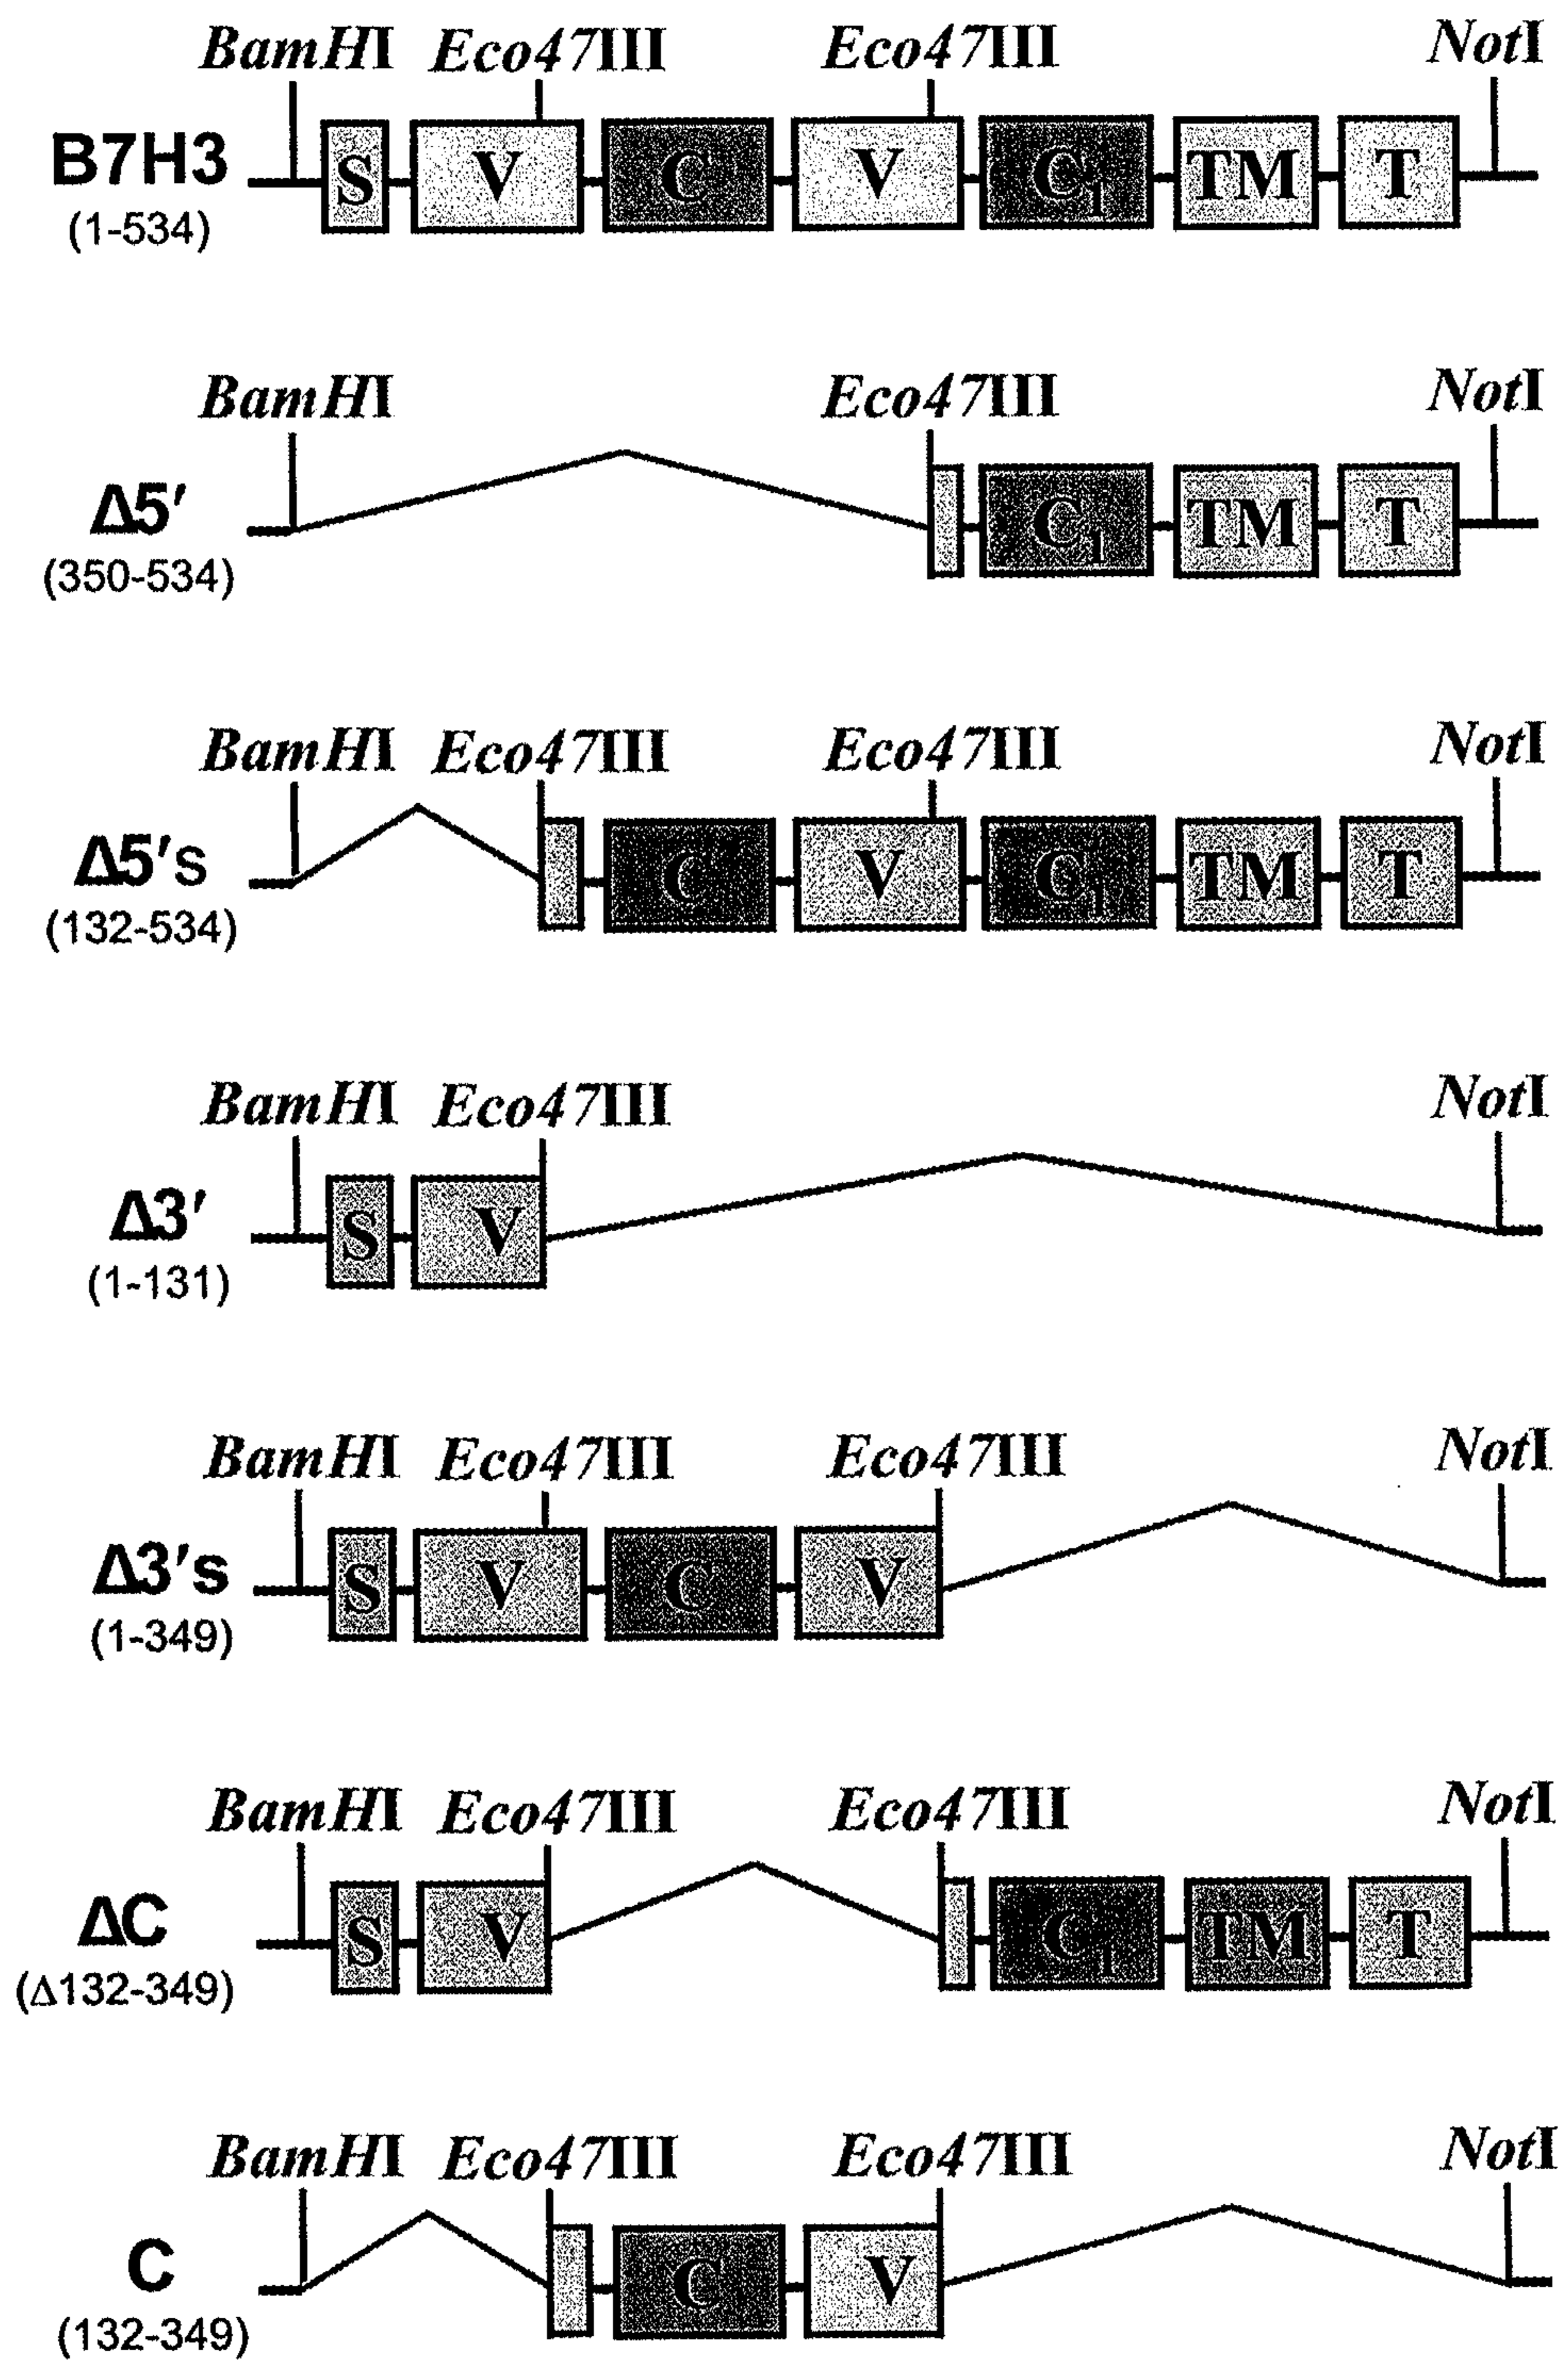 BamHI Eco47III Eco47III NotI
B7H3 S V C V C1 TM T
(1-534)
BamHI Eco47III NotI
Δ5′ C1 TM T
(350-534)
BamHI Eco47III Eco47III NotI
Δ5′s C V C1 TM T
(132-534)
BamHI Eco47III NotI
Δ3′ S V
(1-131)
BamHI Eco47III Eco47III NotI
Δ3′s S V C V
(1-349)
BamHI Eco47III Eco47III NotI
ΔC S V C1 TM T
(Δ132-349)
BamHI Eco47III Eco47III NotI
C C V
(132-349)